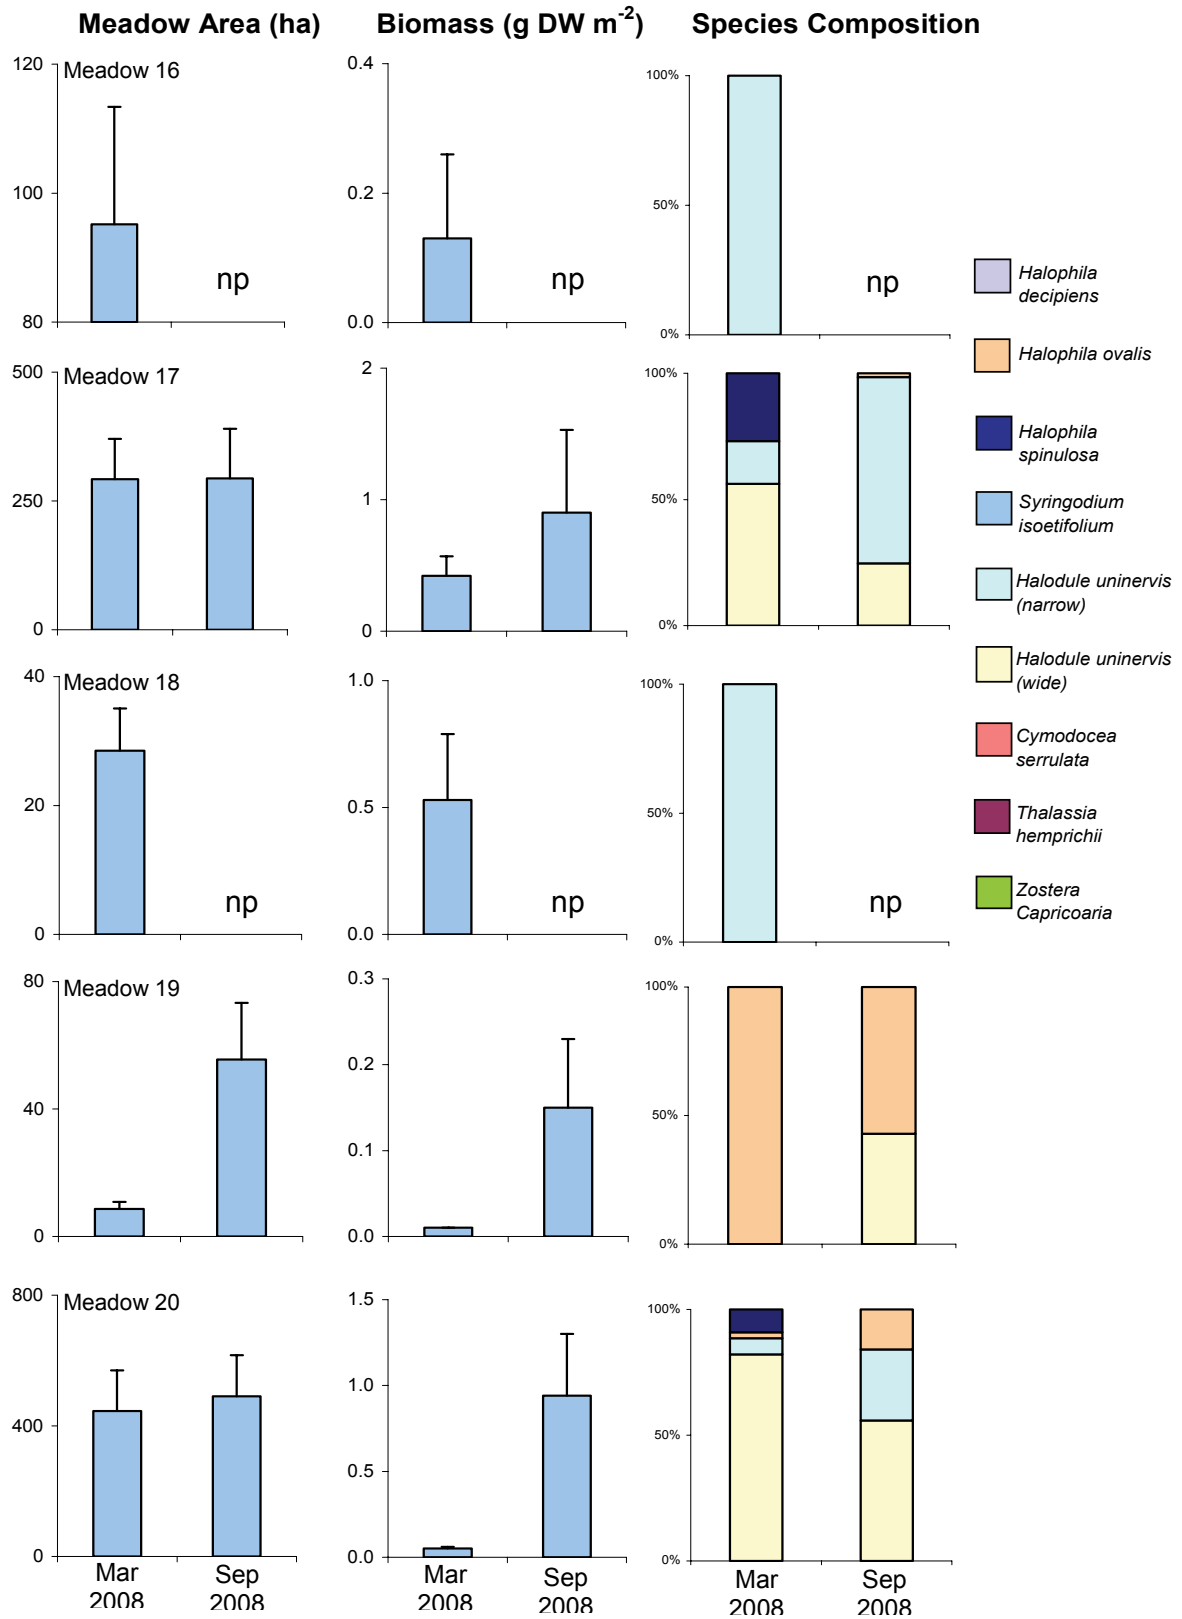 Meadow Area (ha) Biomass (g DW m-2) Species Composition
Meadow 16
120
100
80
np
0.4
0.2
0.0
np
100%
50%
0%
np
Meadow 17
500
250
0
2
1
0
100%
50%
0%
Meadow 18
40
20
0
np
1.0
0.5
0.0
np
100%
50%
0%
np
Meadow 19
80
40
0
0.3
0.2
0.1
0.0
100%
50%
0%
Meadow 20
800
400
0
Mar
2008
Sep
2008
1.5
1.0
0.5
0.0
Mar
2008
Sep
2008
100%
50%
0%
Mar
2008
Sep
2008
Halophila
decipiens
Halophila ovalis
Halophila
spinulosa
Syringodium
isoetifolium
Halodule uninervis
(narrow)
Halodule uninervis
(wide)
Cymodocea
serrulata
Thalassia
hemprichii
Zostera
Capricoaria